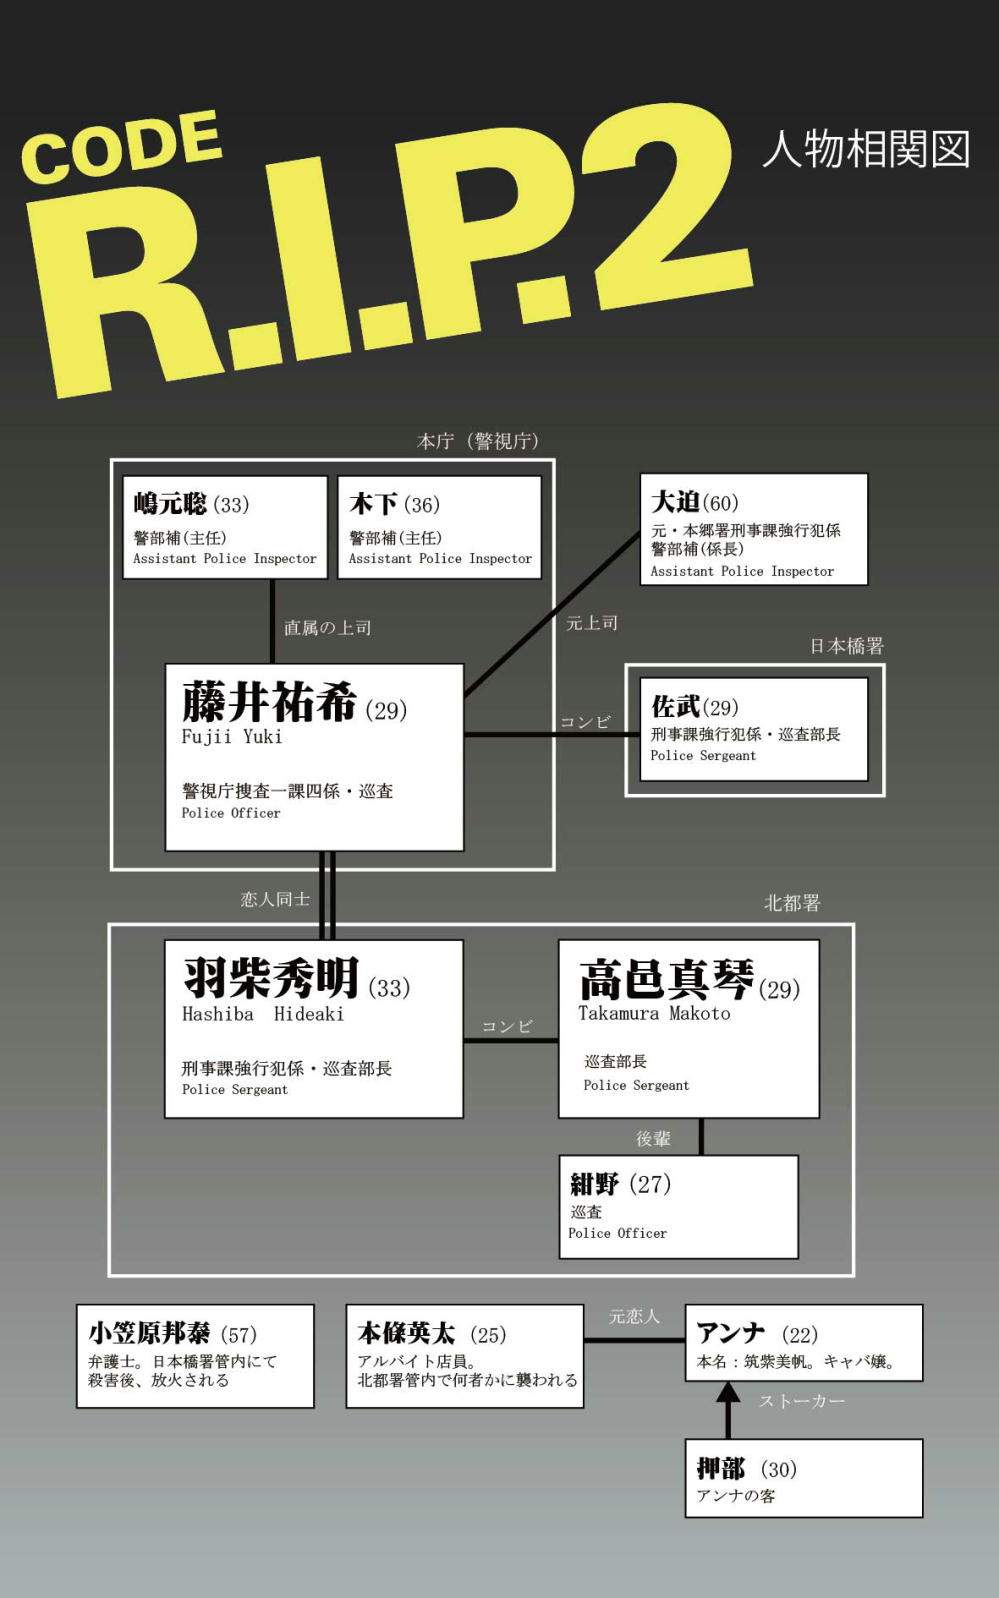 CODE
R.I.P.2
人物相関図
本庁（警視庁）
嶋元聡(33)
警部補(主任)
Assistant Police Inspector
木下(36)
警部補(主任)
Assistant Police Inspector
大迫(60)
元・本郷署刑事課強行犯係
警部補(係長)
Assistant Police Inspector
直属の上司
元上司
日本橋署
藤井祐希(29)
Fujii Yuki
警視庁捜査一課四係・巡査
Police Officer
コンビ
佐武(29)
刑事課強行犯係・巡査部長
Police Sergeant
恋人同士
北都署
羽柴秀明(33)
Hashiba Hideaki
刑事課強行犯係・巡査部長
Police Sergeant
コンビ
高邑真琴(29)
Takamura Makoto
巡査部長
Police Sergeant
後輩
紺野(27)
巡査
Police Officer
小笠原邦泰(57)
弁護士。日本橋署管内にて
殺害後、放火される
本條英太(25)
アルバイト店員。
北都署管内で何者かに襲われる
元恋人
アンナ(22)
本名：筑紫美帆。キャバ嬢。
ストーカー
押部(30)
アンナの客